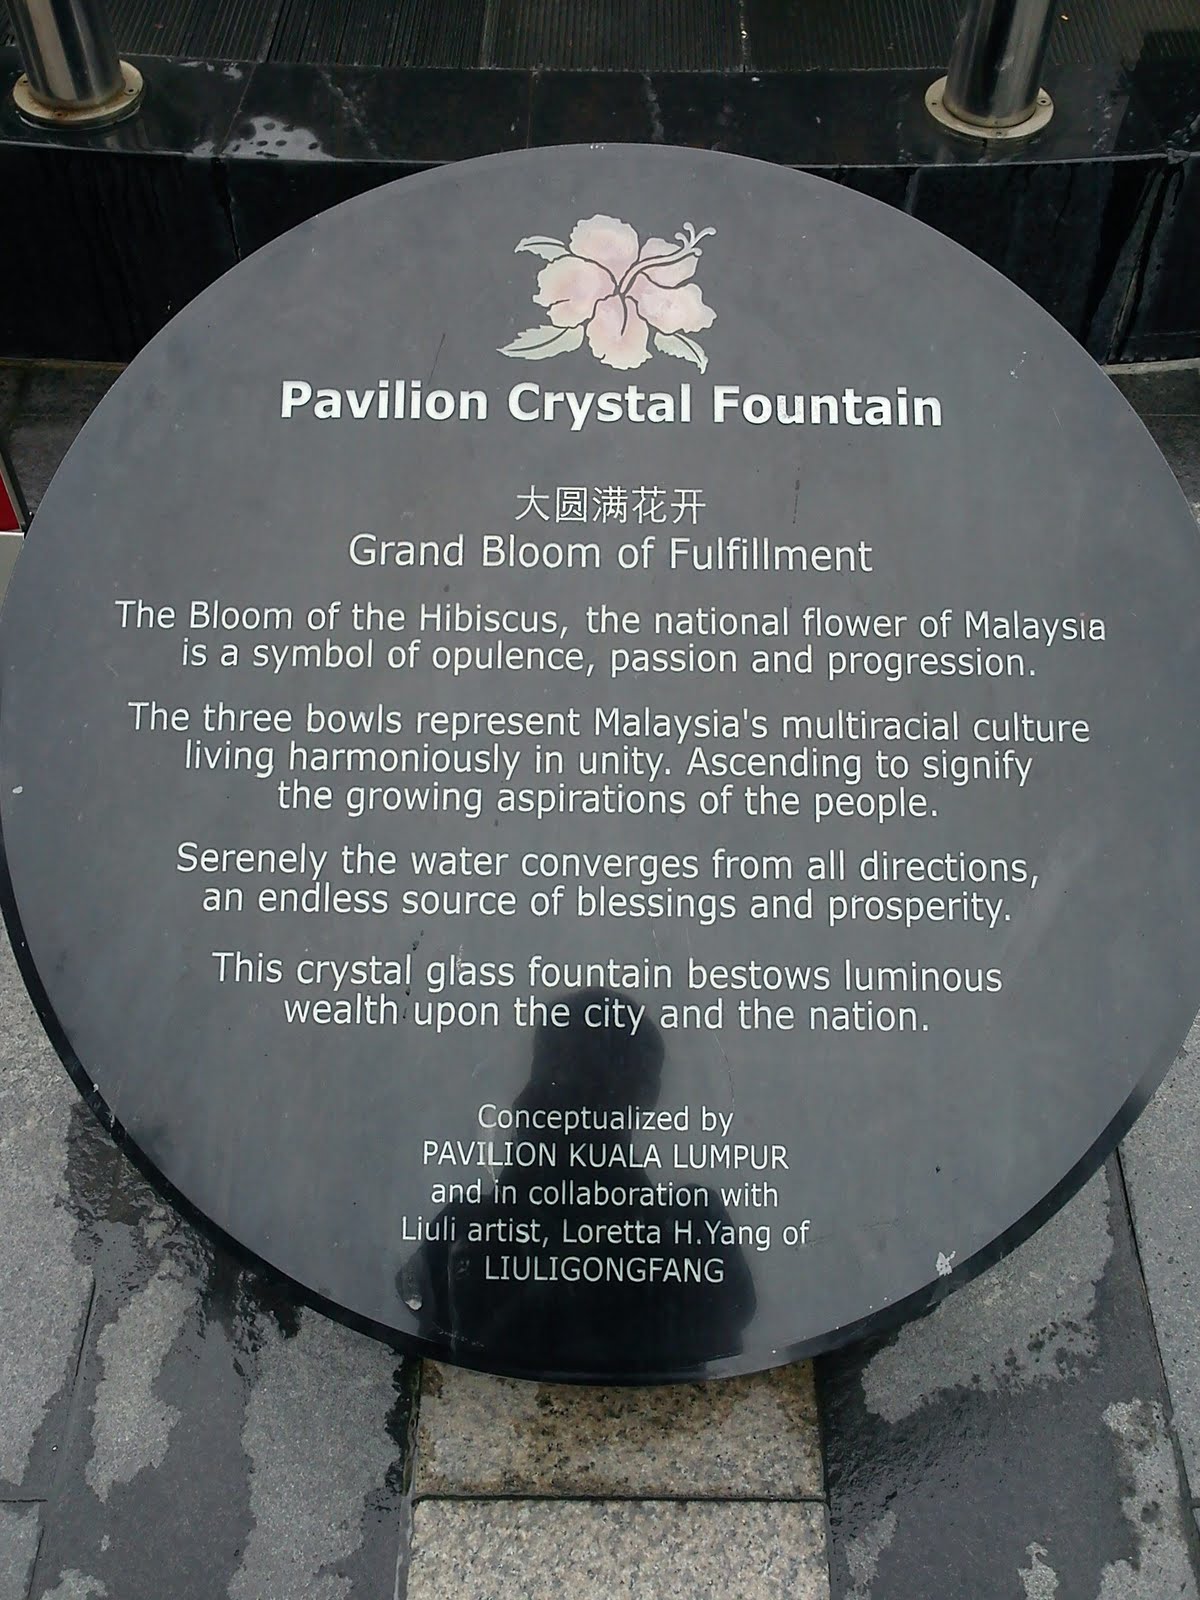 Pavilion Crystal Fountain
大圆满花开
Grand Bloom of Fulfillment
The Bloom of the Hibiscus, the national flower of Malaysia
is a symbol of opulence, passion and progression.
The three bowls represent Malaysia's multiracial culture
living harmoniously in unity. Ascending to signify
the growing aspirations of the people.
Serenely the water converges from all directions,
an endless source of blessings and prosperity.
This crystal glass fountain bestows luminous
wealth upon the city and the nation.
Conceptualized by
PAVILION KUALA LUMPUR
and in collaboration with
Liuli artist, Loretta H.Yang of
LIULIGONGFANG